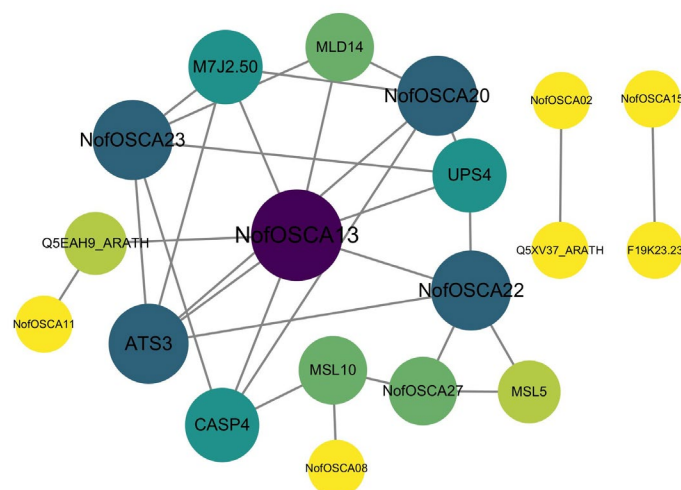 MLD14
M7J2.50
NofOSCA20
NofOSCA02
NofOSCA15
NofOSCA23
UPS4
NofOSCA13
Q5EAH9_ARATH
Q5XV37_ARATH
F19K23.23
NofOSCA22
NofOSCA11
ATS3
MSL10
NofOSCA27
MSL5
CASP4
NofOSCA08